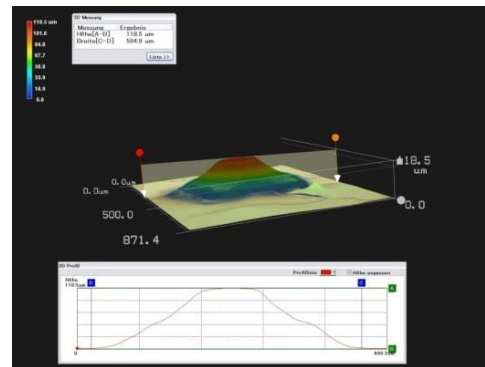 118.5 um
101.6
84.6
67.7
50.8
33.9
16.9
0.0
3D Messung
Messung Ergebnis
Höhe[A-B] 118.5 um
Breite[C-D] 594.9 um
Liste >>
0.0um
0.0um
500.0
871.4
18.5
um
0.0
3D Profil
Profillinie Höhe anpassen
Höhe
118.5um
D
C
A
B
0